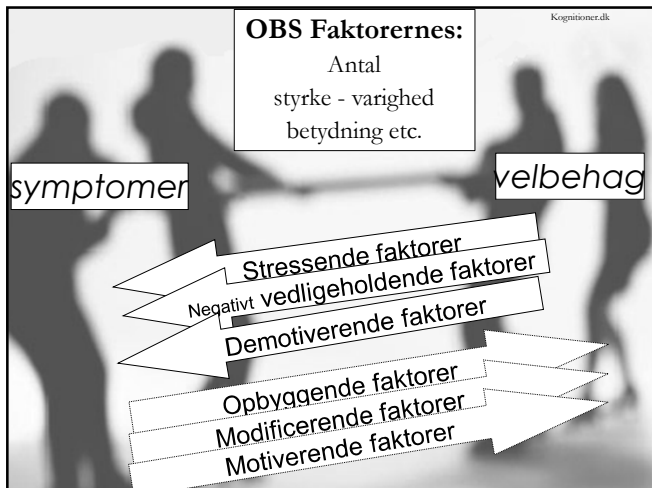 Kognitioner.dk
OBS Faktorernes:
Antal
styrke - varighed
betydning etc.
symptomer
velbehag
Stressende faktorer
Negativt vedligeholdende faktorer
Demotiverende faktorer
Opbyggende faktorer
Modificerende faktorer
Motiverende faktorer